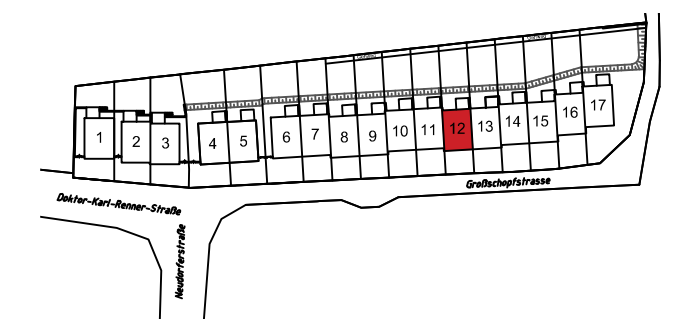 1 2 3 4 5 6 7 8 9 10 11 12 13 14 15 16 17
Großschopfstrasse
Doktor-Karl-Renner-Straße
Neudorferstraße